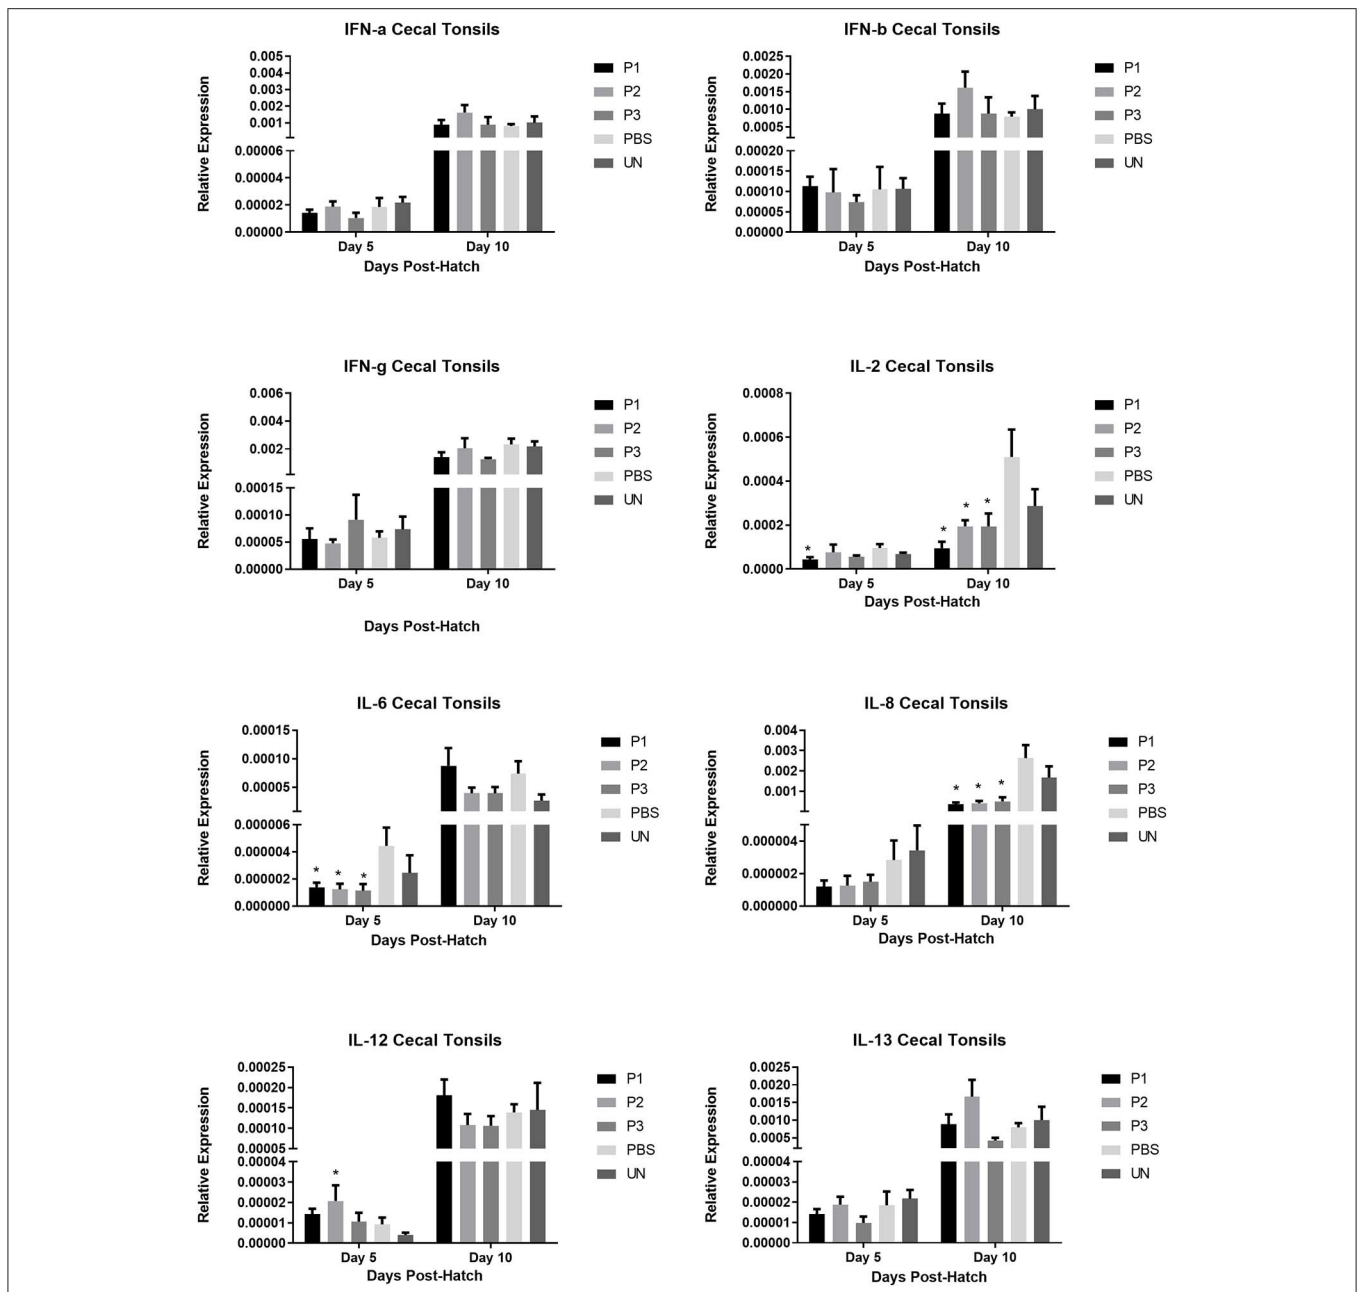 IFN-a Cecal Tonsils
Relative Expression
0.005
0.004
0.003
0.002
0.001
0.00006
0.00004
0.00002
0.00000
Day 5 Day 10
Days Post-Hatch
P1
P2
P3
PBS
UN
IFN-b Cecal Tonsils
Relative Expression
0.0025
0.0020
0.0015
0.0010
0.0005
0.00020
0.00015
0.00010
0.00005
0.00000
Day 5 Day 10
Days Post-Hatch
P1
P2
P3
PBS
UN
IFN-g Cecal Tonsils
Relative Expression
0.006
0.004
0.002
0.00015
0.00010
0.00005
0.00000
Day 5 Day 10
Days Post-Hatch
P1
P2
P3
PBS
UN
IL-2 Cecal Tonsils
Relative Expression
0.0008
0.0006
0.0004
0.0002
0.0000
* * * *
Day 5 Day 10
Days Post-Hatch
P1
P2
P3
PBS
UN
IL-6 Cecal Tonsils
Relative Expression
0.00015
0.00010
0.00005
0.000006
0.000004
0.000002
0.000000
* * *
Day 5 Day 10
Days Post-Hatch
P1
P2
P3
PBS
UN
IL-8 Cecal Tonsils
Relative Expression
0.004
0.003
0.002
0.001
0.000004
0.000002
0.000000
* * *
Day 5 Day 10
Days Post-Hatch
P1
P2
P3
PBS
UN
IL-12 Cecal Tonsils
Relative Expression
0.00025
0.00020
0.00015
0.00010
0.00005
0.00004
0.00003
0.00002
0.00001
0.00000
*
Day 5 Day 10
Days Post-Hatch
P1
P2
P3
PBS
UN
IL-13 Cecal Tonsils
Relative Expression
0.0025
0.0020
0.0015
0.0010
0.0005
0.00004
0.00003
0.00002
0.00001
0.00000
Day 5 Day 10
Days Post-Hatch
P1
P2
P3
PBS
UN